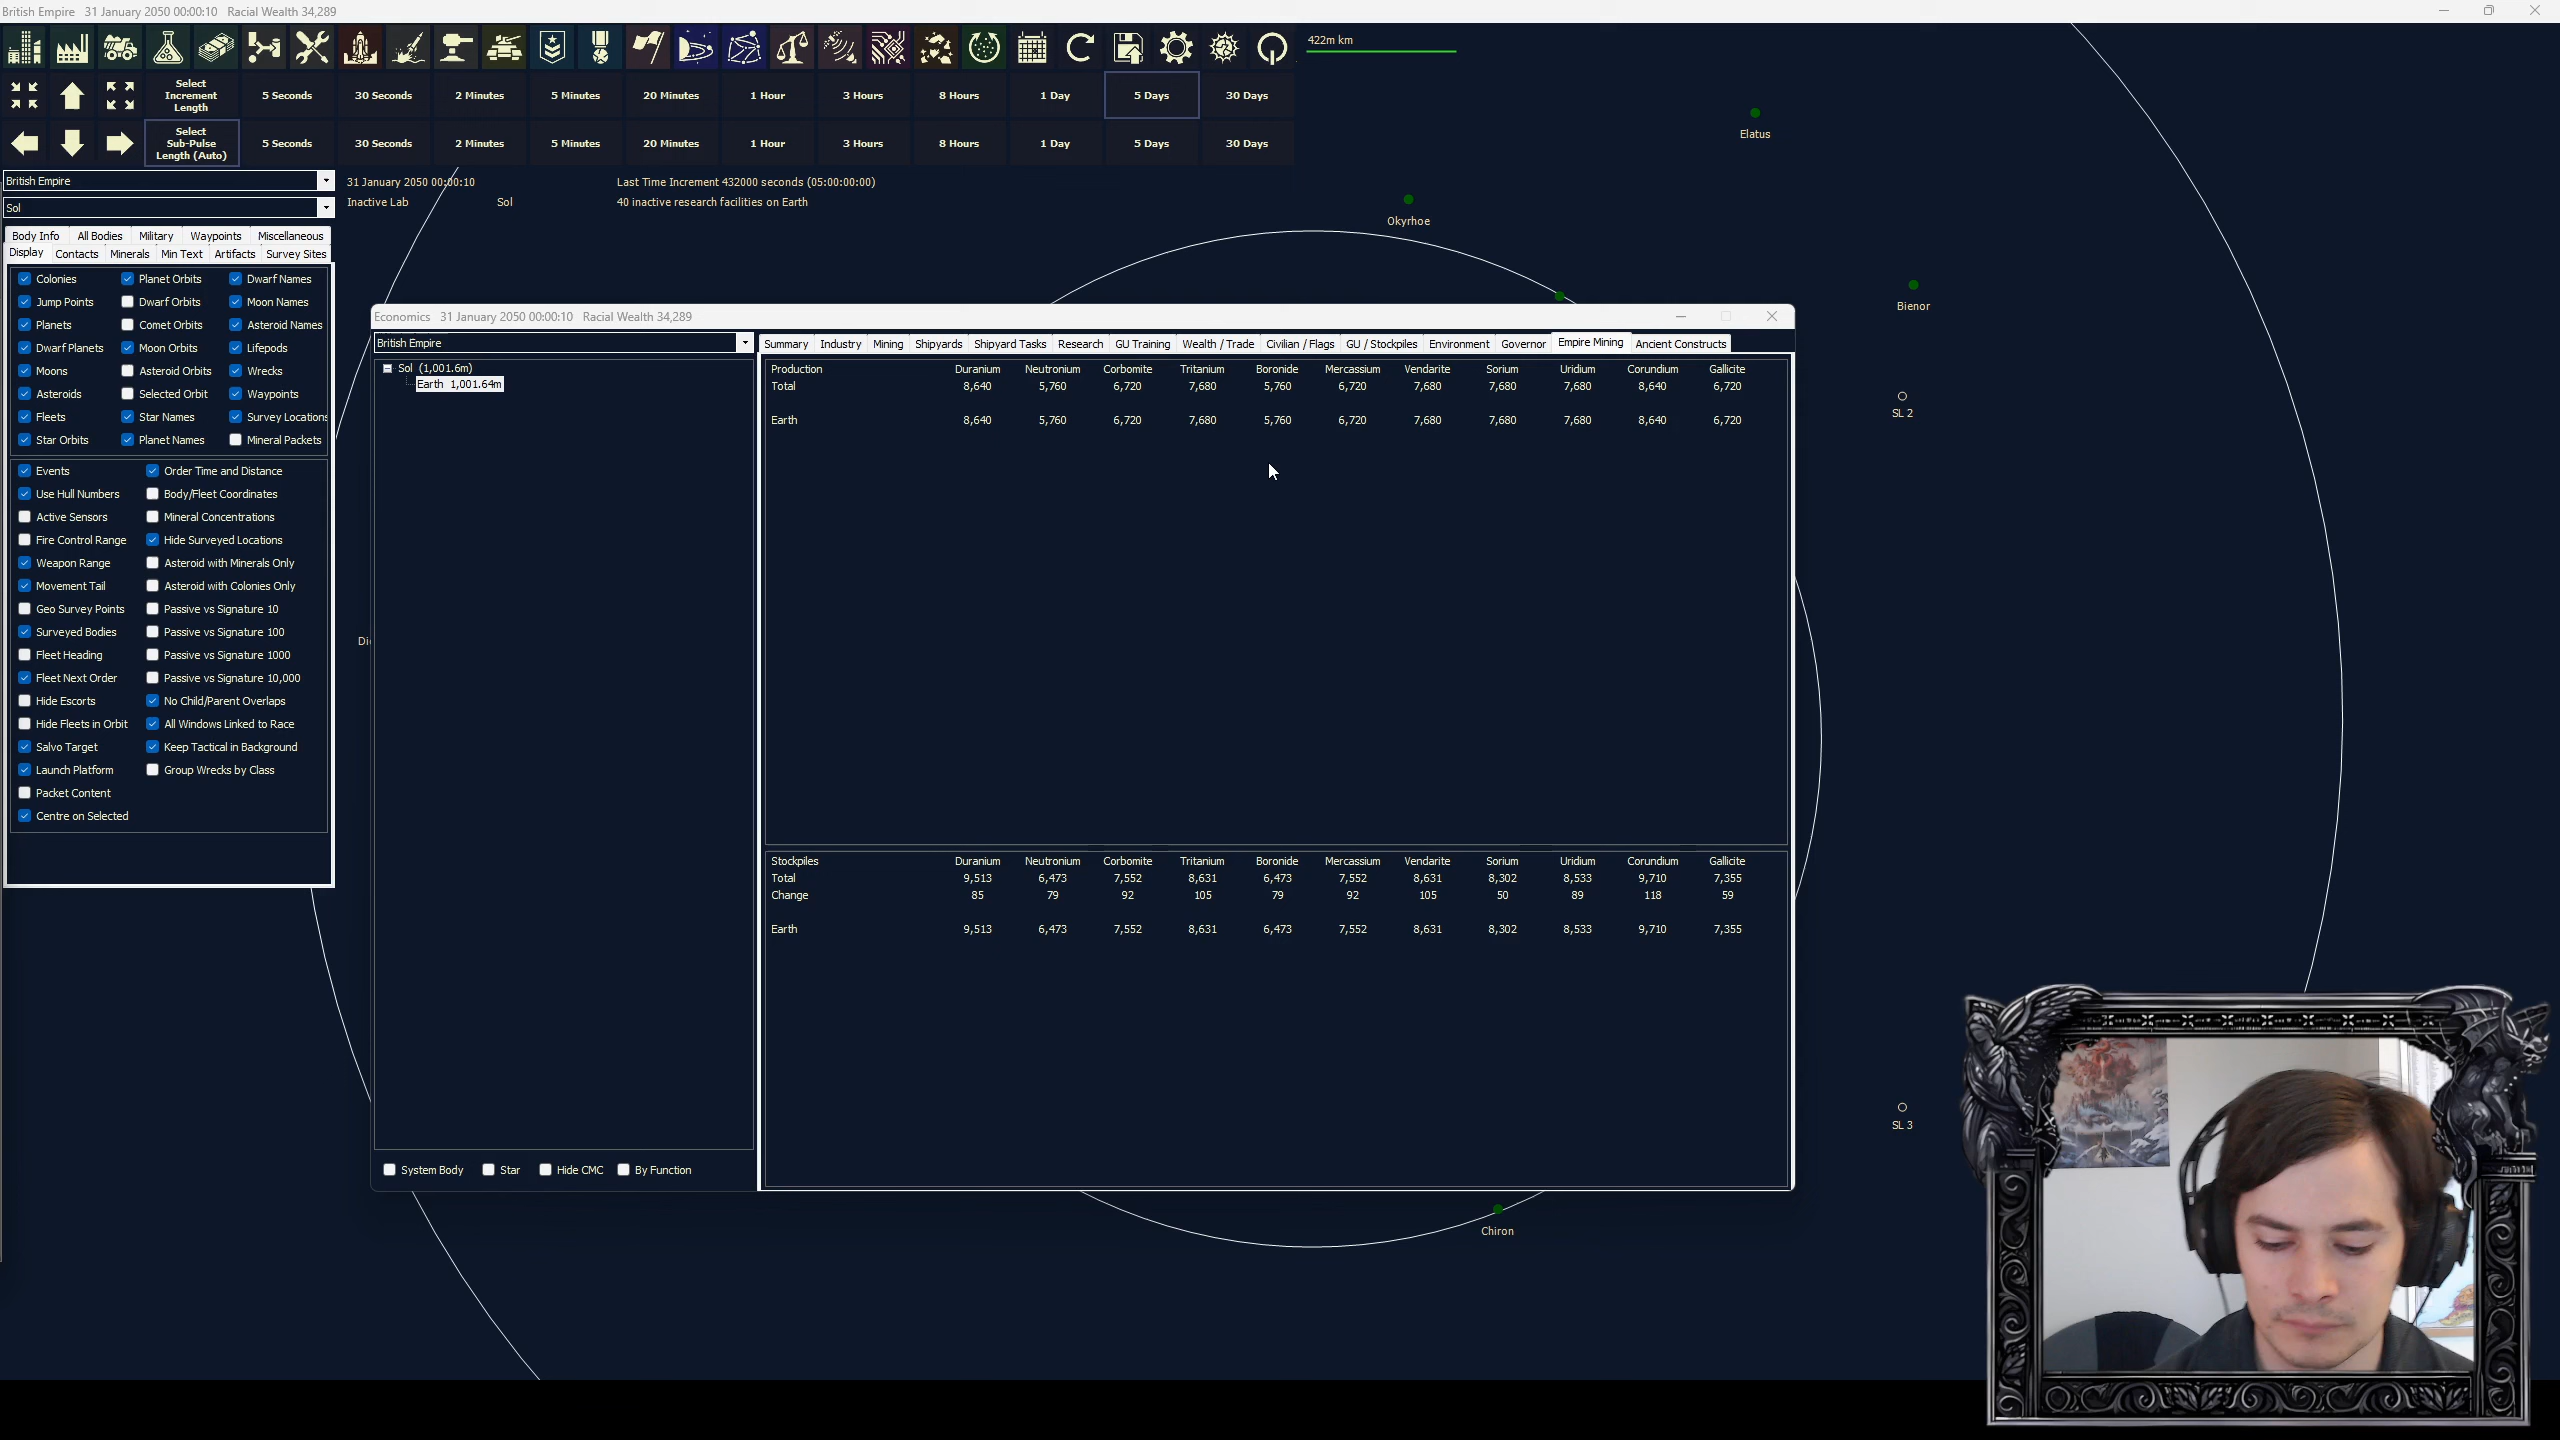 British Empire 31 January 2050 00:00:10 Racial Wealth 34,289
422m km
Select Increment Length 5 Seconds 30 Seconds 2 Minutes 5 Minutes 20 Minutes 1 Hour 3 Hours 8 Hours 1 Day 5 Days 30 Days
Select Sub-Pulse Length (Auto) 5 Seconds 30 Seconds 2 Minutes 5 Minutes 20 Minutes 1 Hour 3 Hours 8 Hours 1 Day 5 Days 30 Days
British Empire
31 January 2050 00:00:10 Last Time Increment 432000 seconds (05:00:00:00)
Sol
Inactive Lab Sol 40 inactive research facilities on Earth
Body Info All Bodies Military Waypoints Miscellaneous
Display Contacts Minerals Min Text Artifacts Survey Sites
Colonies Planet Orbits Dwarf Names
Jump Points Dwarf Orbits Moon Names
Planets Comet Orbits Asteroid Names
Dwarf Planets Moon Orbits Lifepods
Moons Asteroid Orbits Wrecks
Asteroids Selected Orbit Waypoints
Fleets Star Names Survey Locations
Star Orbits Planet Names Mineral Packets
Events Order Time and Distance
Use Hull Numbers Body/Fleet Coordinates
Active Sensors Mineral Concentrations
Fire Control Range Hide Surveyed Locations
Weapon Range Asteroid with Minerals Only
Movement Tail Asteroid with Colonies Only
Geo Survey Points Passive vs Signature 10
Surveyed Bodies Passive vs Signature 100
Fleet Heading Passive vs Signature 1000
Fleet Next Order Passive vs Signature 10,000
Hide Escorts No Child/Parent Overlaps
Hide Fleets in Orbit All Windows Linked to Race
Salvo Target Keep Tactical in Background
Launch Platform Group Wrecks by Class
Packet Content
Centre on Selected
Elatus
Okyrhoe
Bienor
SL 2
SL 3
Chiron
Economics 31 January 2050 00:00:10 Racial Wealth 34,289
British Empire
Summary Industry Mining Shipyards Shipyard Tasks Research GU Training Wealth / Trade Civilian / Flags GU / Stockpiles Environment Governor Empire Mining Ancient Constructs
Sol (1,001.6m)
Earth 1,001.64m
Production Duranium Neutronium Corbomite Tritanium Boronide Mercassium Vendarite Sorium Uridium Corundium Gallicite
Total 8,640 5,760 6,720 7,680 5,760 6,720 7,680 7,680 7,680 8,640 6,720
Earth 8,640 5,760 6,720 7,680 5,760 6,720 7,680 7,680 7,680 8,640 6,720
Stockpiles Duranium Neutronium Corbomite Tritanium Boronide Mercassium Vendarite Sorium Uridium Corundium Gallicite
Total 9,513 6,473 7,552 8,631 6,473 7,552 8,631 8,302 8,533 9,710 7,355
Change 85 79 92 105 79 92 105 50 89 118 59
Earth 9,513 6,473 7,552 8,631 6,473 7,552 8,631 8,302 8,533 9,710 7,355
System Body Star Hide CMC By Function